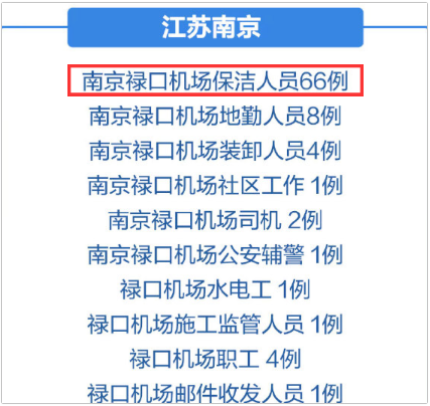 江苏南京
南京禄口机场保洁人员66例
南京禄口机场地勤人员8例
南京禄口机场装卸人员4例
南京禄口机场社区工作 1例
南京禄口机场司机 2例
南京禄口机场公安辅警 1例
禄口机场水电工 1例
禄口机场施工监管人员 1例
禄口机场职工 4例
禄口机场邮件收发人员 1例